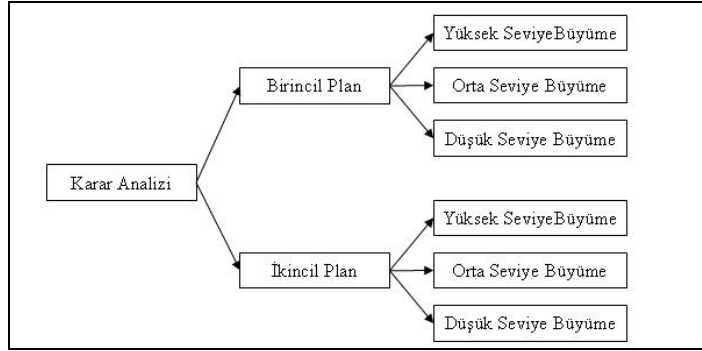 Yüksek SeviyeBüyüme
Birincil Plan
Orta Seviye Büyüme
Düşük Seviye Büyüme
Karar Analizi
Yüksek SeviyeBüyüme
İkincil Plan
Orta Seviye Büyüme
Düşük Seviye Büyüme